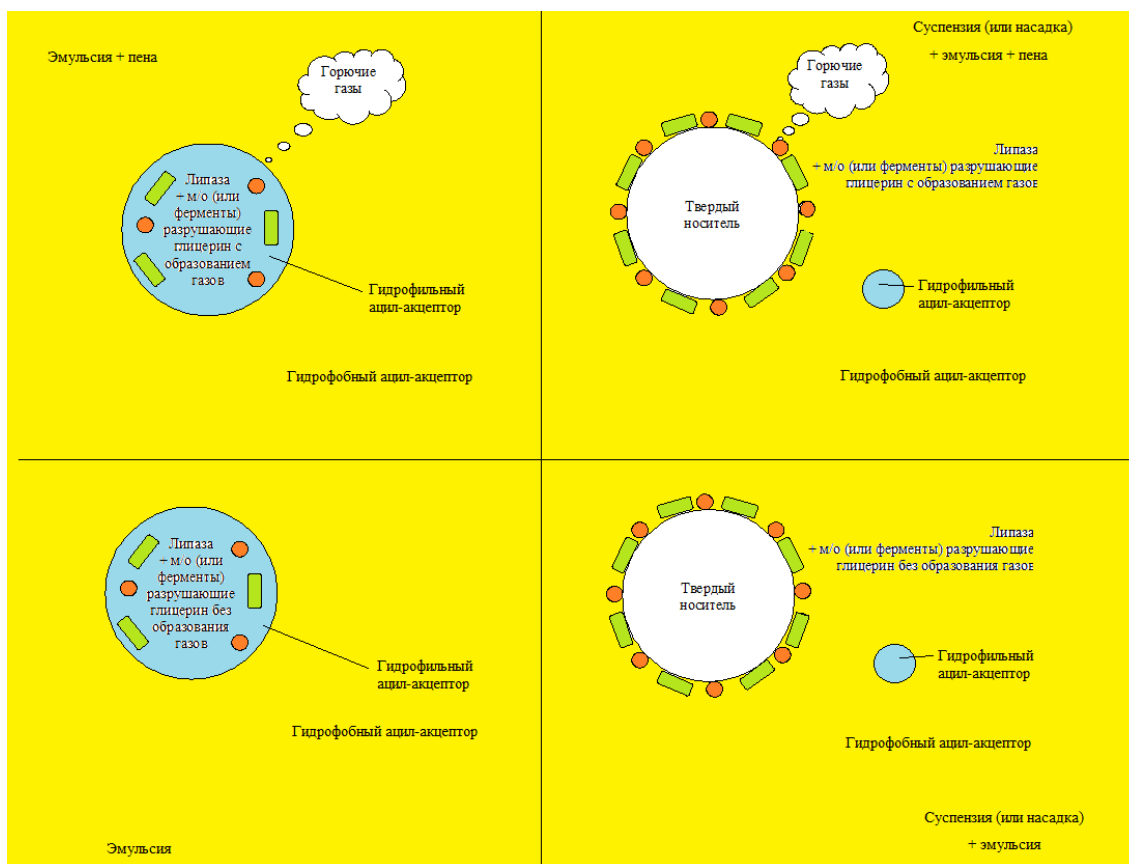 Эмульсия + пена
Горючие
газы
Липаза
+ м/о (или
ферменты)
разрушающие
глицерин с
образованием
газов
Гидрофильный
ацил-акцептор
Гидрофобный ацил-акцептор
Суспензия (или насадка)
+ эмульсия + пена
Горючие
газы
Липаза
+ м/о (или ферменты) разрушающие
глицерин с образованием газов
Твердый
носитель
Гидрофильный
ацил-акцептор
Гидрофобный ацил-акцептор
Липаза
+ м/о (или
ферменты)
разрушающие
глицерин без
образования
газов
Гидрофильный
ацил-акцептор
Гидрофобный ацил-акцептор
Эмульсия
Липаза
+ м/о (или ферменты) разрушающие
глицерин без образования газов
Твердый
носитель
Гидрофильный
ацил-акцептор
Гидрофобный ацил-акцептор
Суспензия (или насадка)
+ эмульсия